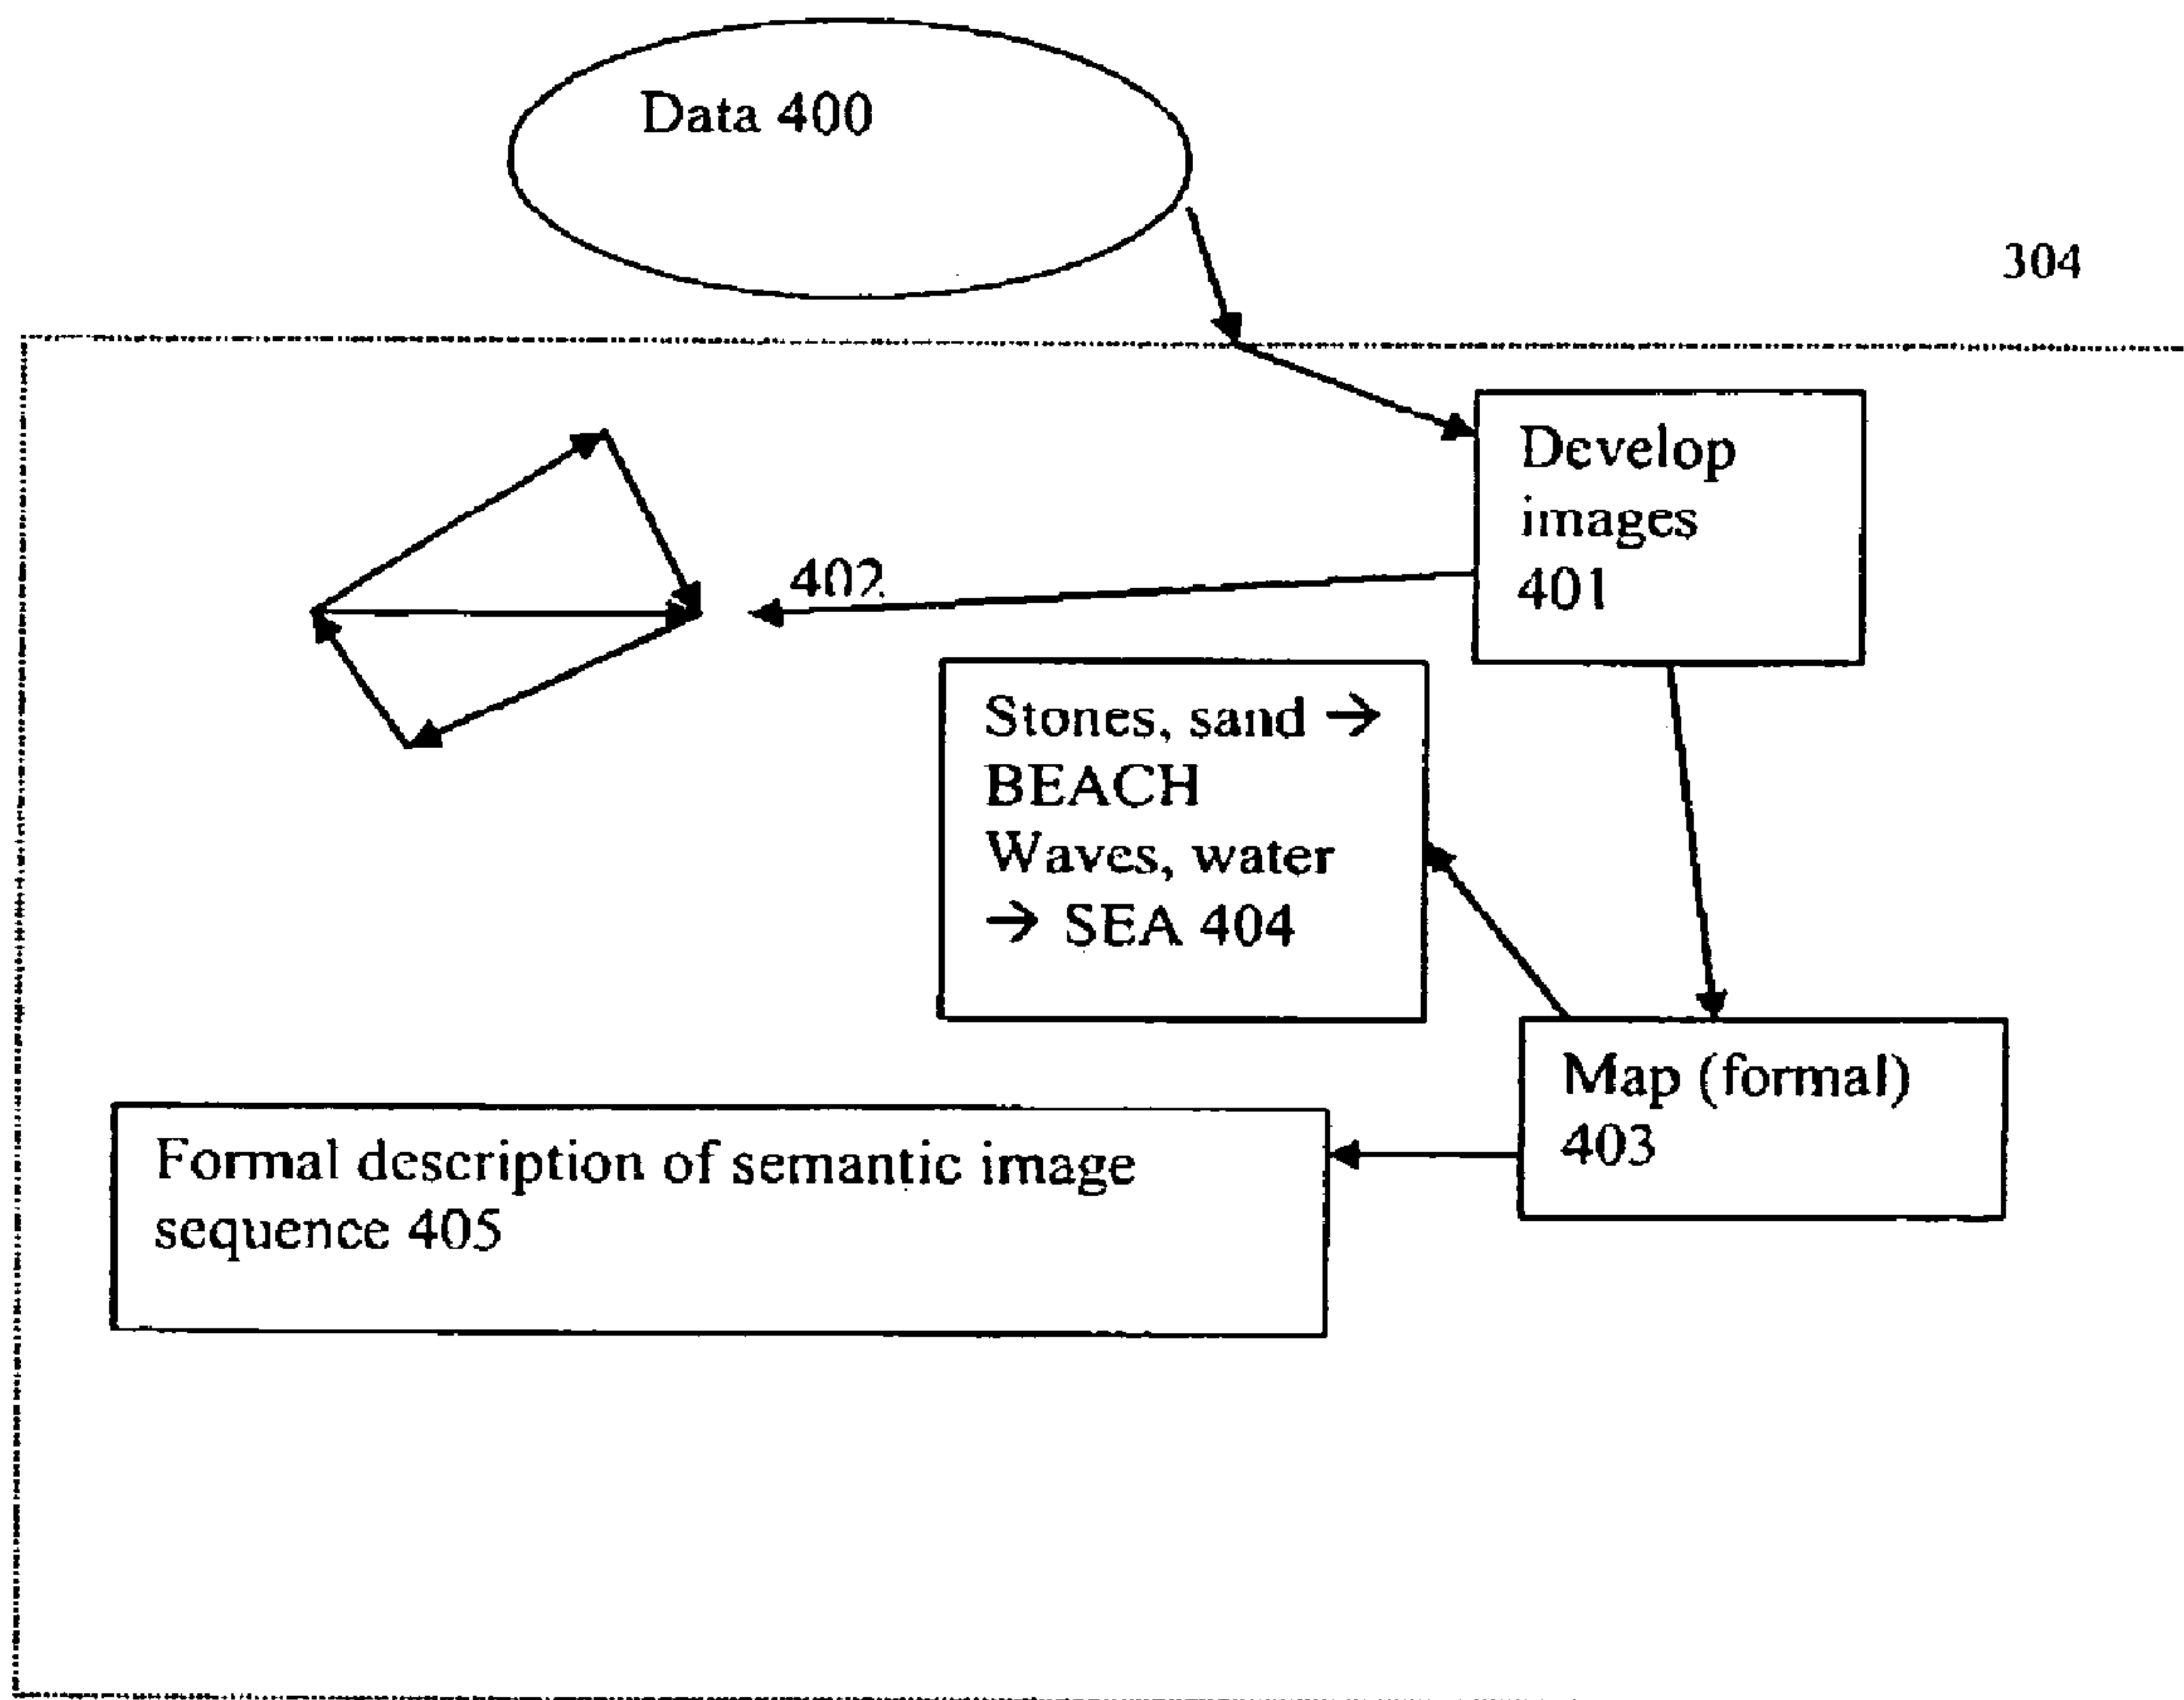 Data 400
304
Develop
images
401
402
Stones, sand →
BEACH
Waves, water
→ SEA 404
Map (formal)
403
Formal description of semantic image
sequence 405